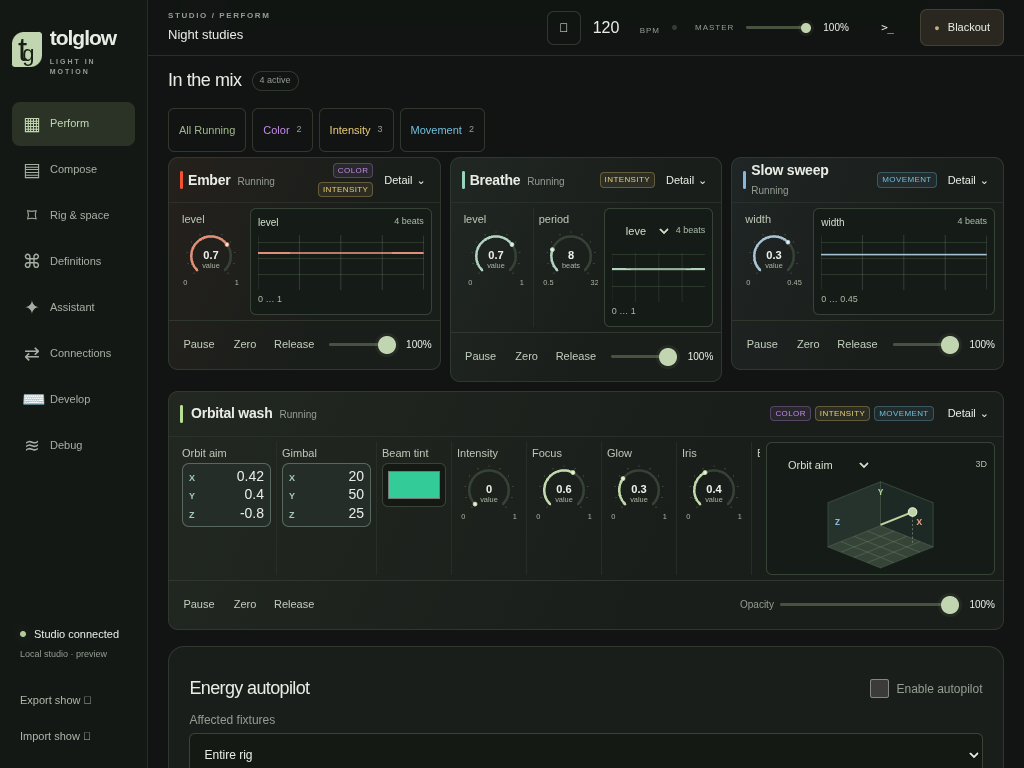 tg
tolglow
LIGHT IN
MOTION
Perform
Compose
Rig & space
Definitions
Assistant
Connections
Develop
Debug
Studio connected
Local studio · preview
Export show
Import show
STUDIO / PERFORM
Night studies
120 BPM
MASTER 100%
>_
Blackout
In the mix 4 active
All Running Color 2 Intensity 3 Movement 2
Ember Running COLOR INTENSITY Detail
level
0.7
value
0 1
level 4 beats
0 … 1
Pause Zero Release 100%
Breathe Running INTENSITY Detail
level
0.7
value
0 1
period
8
beats
0.5 32
leve 4 beats
0 … 1
Pause Zero Release 100%
Slow sweep
Running
MOVEMENT Detail
width
0.3
value
0 0.45
width 4 beats
0 … 0.45
Pause Zero Release 100%
Orbital wash Running COLOR INTENSITY MOVEMENT Detail
Orbit aim
X 0.42
Y 0.4
Z -0.8
Gimbal
X 20
Y 50
Z 25
Beam tint
Intensity
0
value
0 1
Focus
0.6
value
0 1
Glow
0.3
value
0 1
Iris
0.4
value
0 1
Orbit aim 3D
Y
Z X
Pause Zero Release Opacity 100%
Energy autopilot Enable autopilot
Affected fixtures
Entire rig